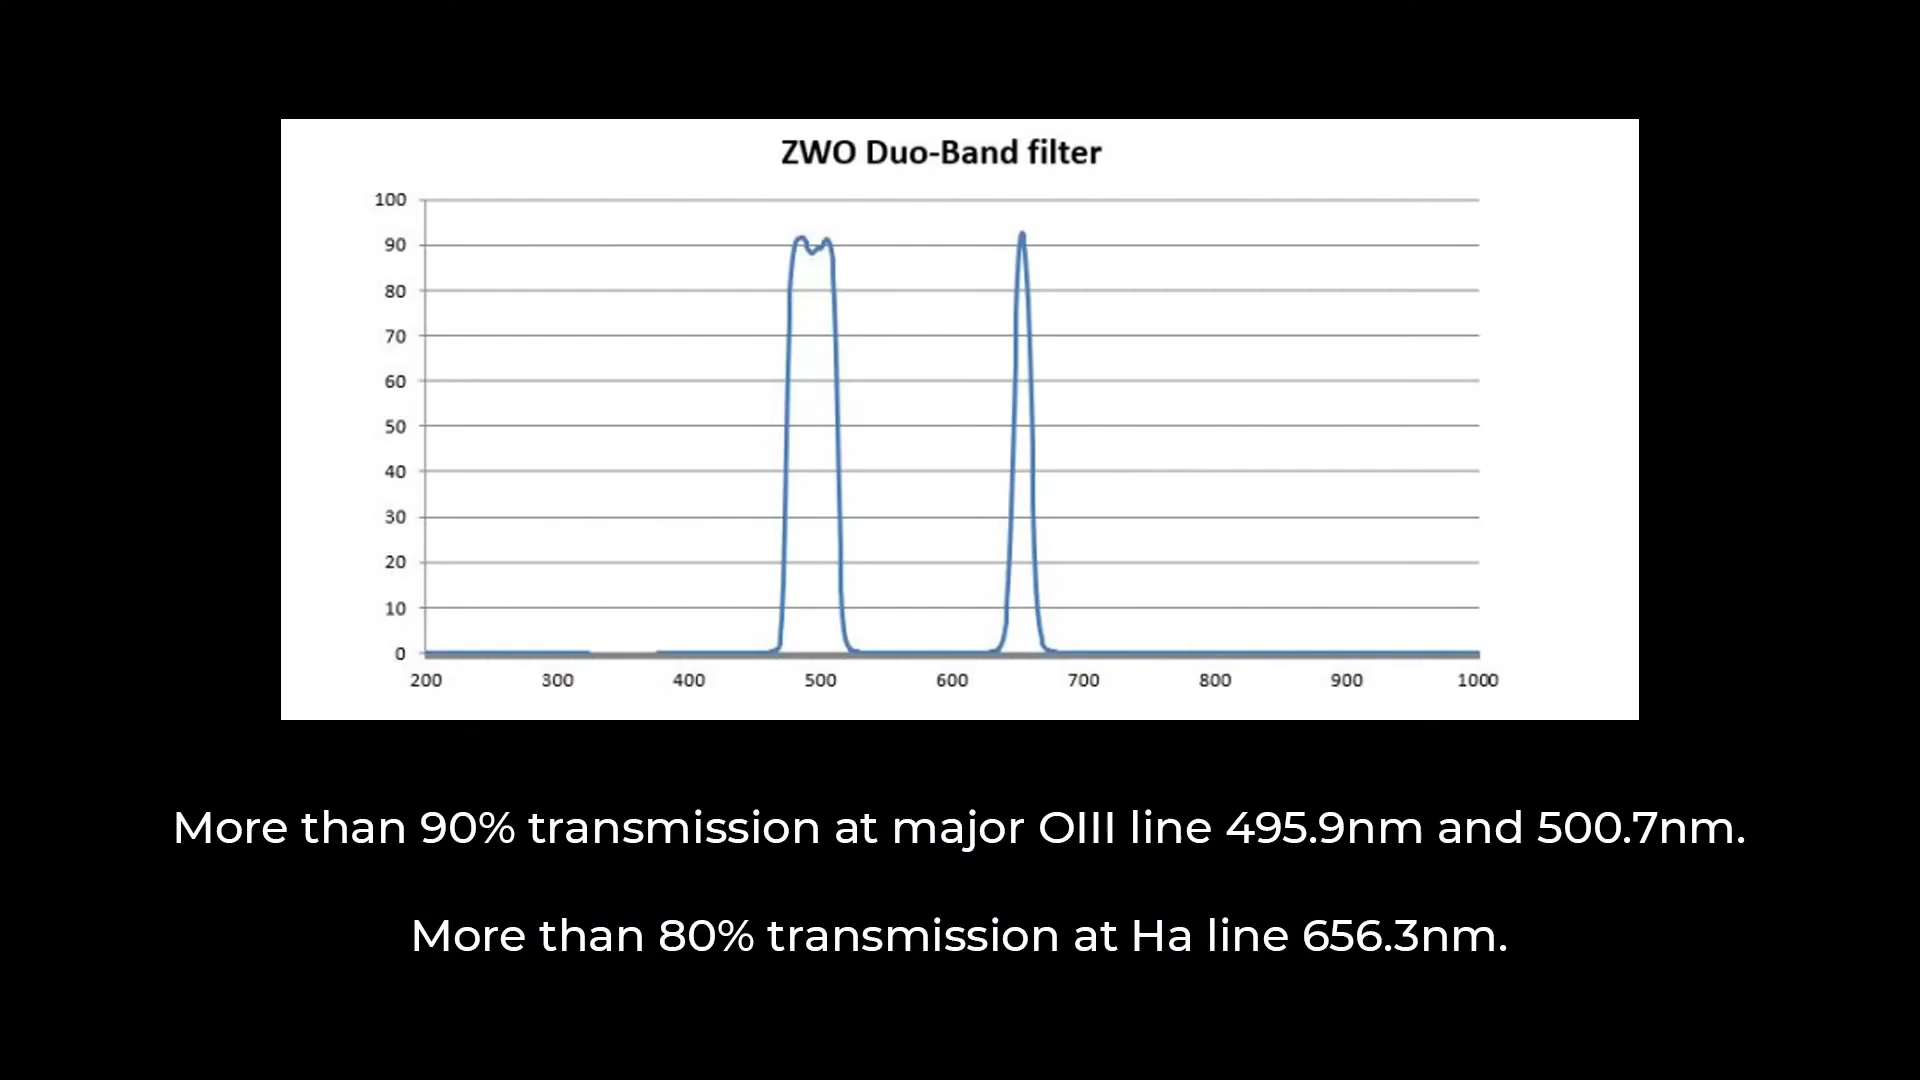 ZWO Duo-Band filter
100
90
80
70
60
50
40
30
20
10
0
200 300 400 500 600 700 800 900 1000
More than 90% transmission at major OIII line 495.9nm and 500.7nm.
More than 80% transmission at Ha line 656.3nm.